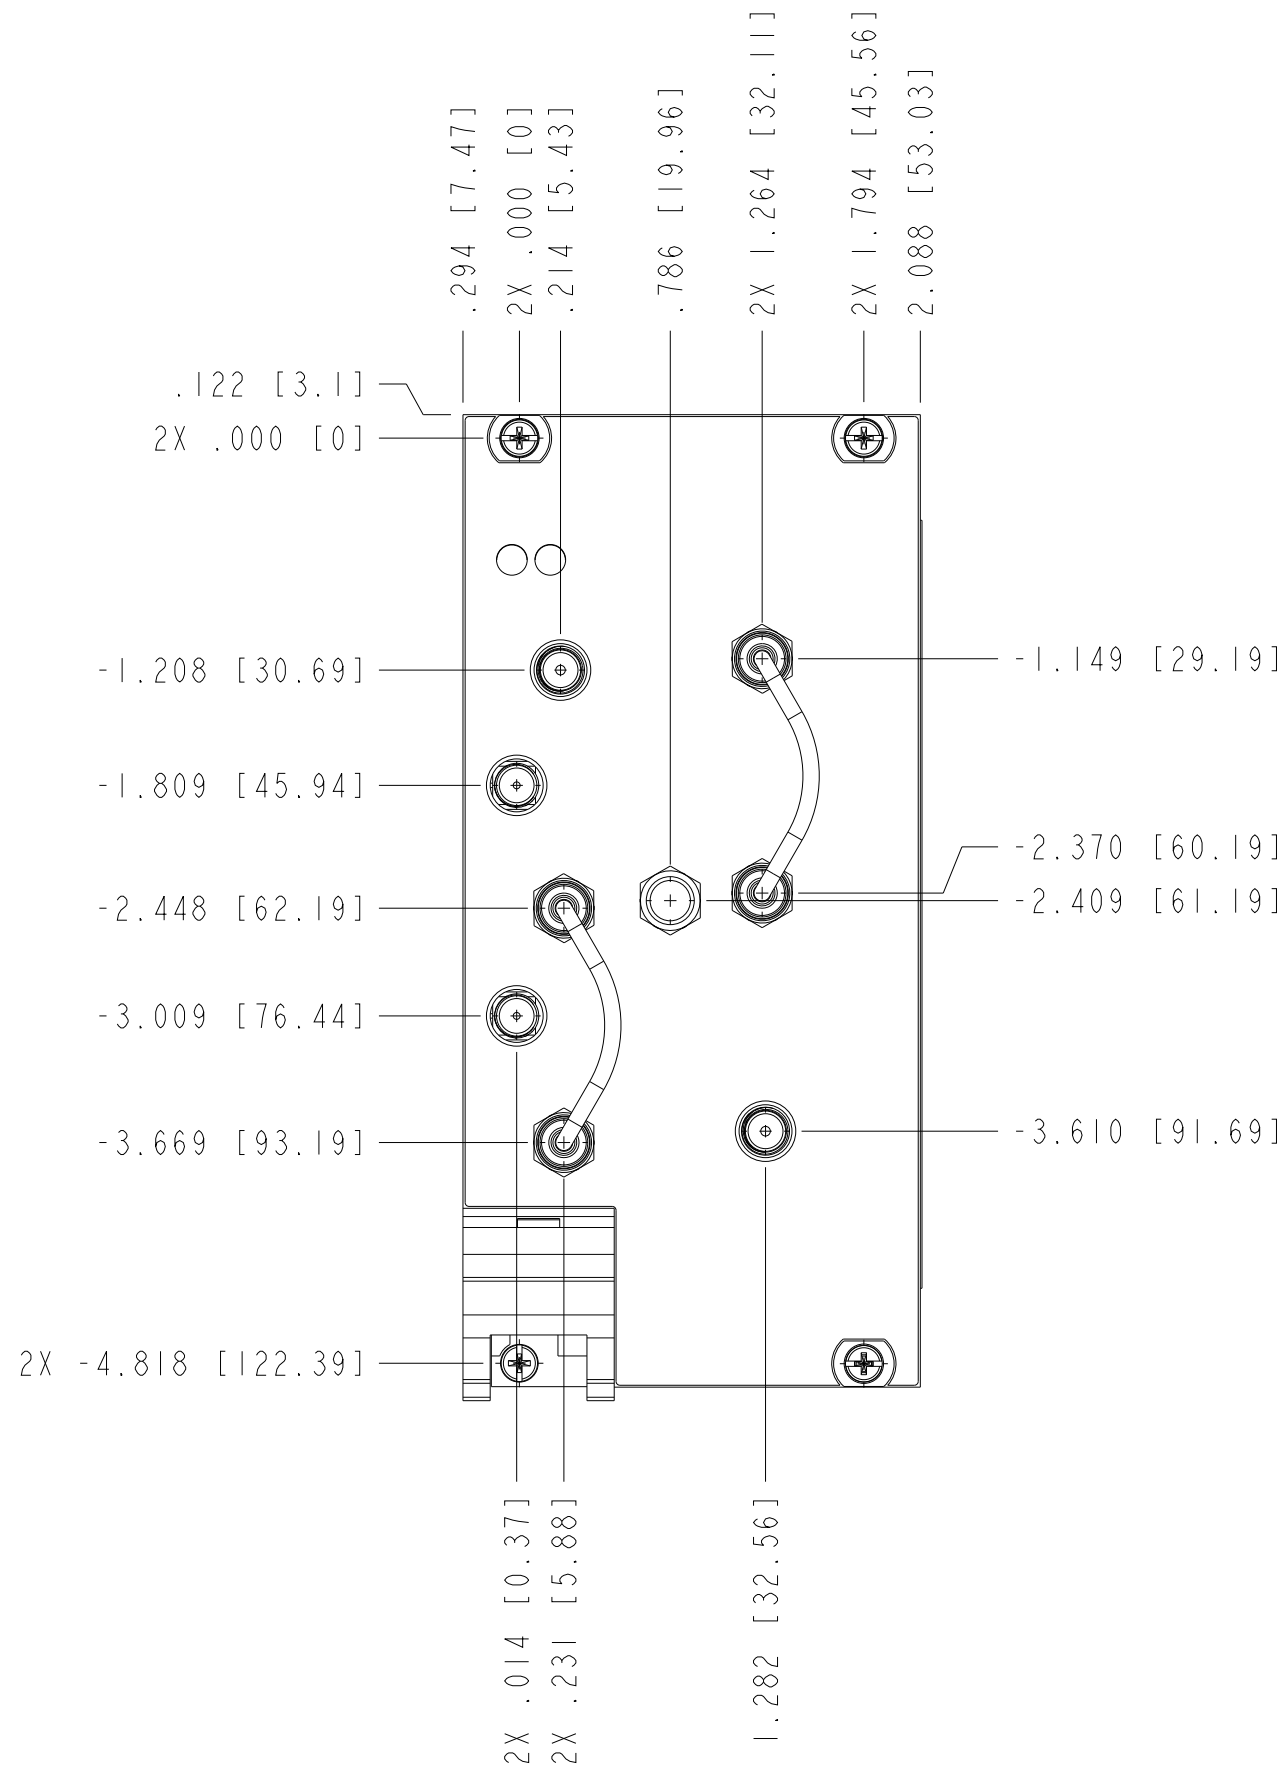 .294 [7.47]
2X .000 [0]
.214 [5.43]
.786 [19.96]
2X 1.264 [32.11]
2X 1.794 [45.56]
2.088 [53.03]
.122 [3.1]
2X .000 [0]
-1.208 [30.69]
-1.149 [29.19]
-1.809 [45.94]
-2.370 [60.19]
-2.448 [62.19]
-2.409 [61.19]
-3.009 [76.44]
-3.669 [93.19]
-3.610 [91.69]
2X -4.818 [122.39]
2X .014 [0.37]
2X .231 [5.88]
1.282 [32.56]